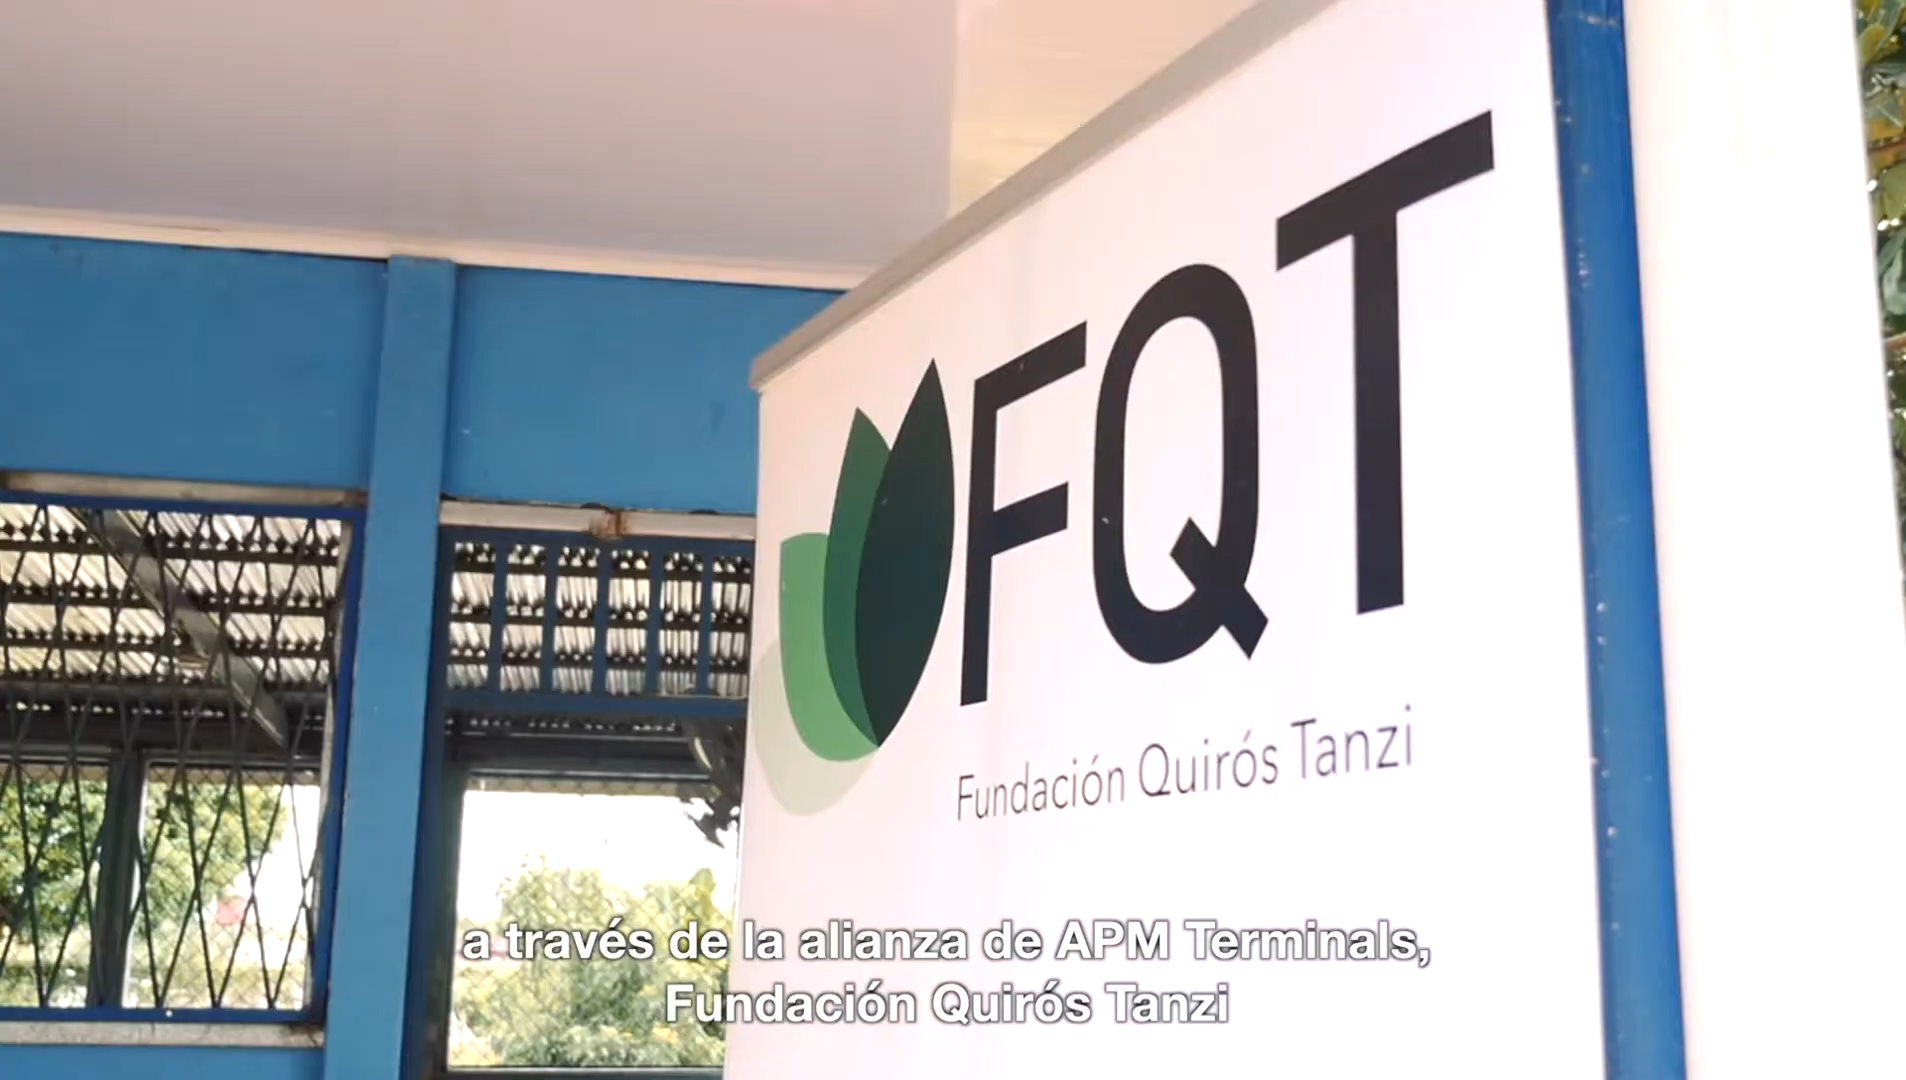 FQT
Fundación Quirós Tanzi
a través de la alianza de APM Terminals,
Fundación Quirós Tanzi